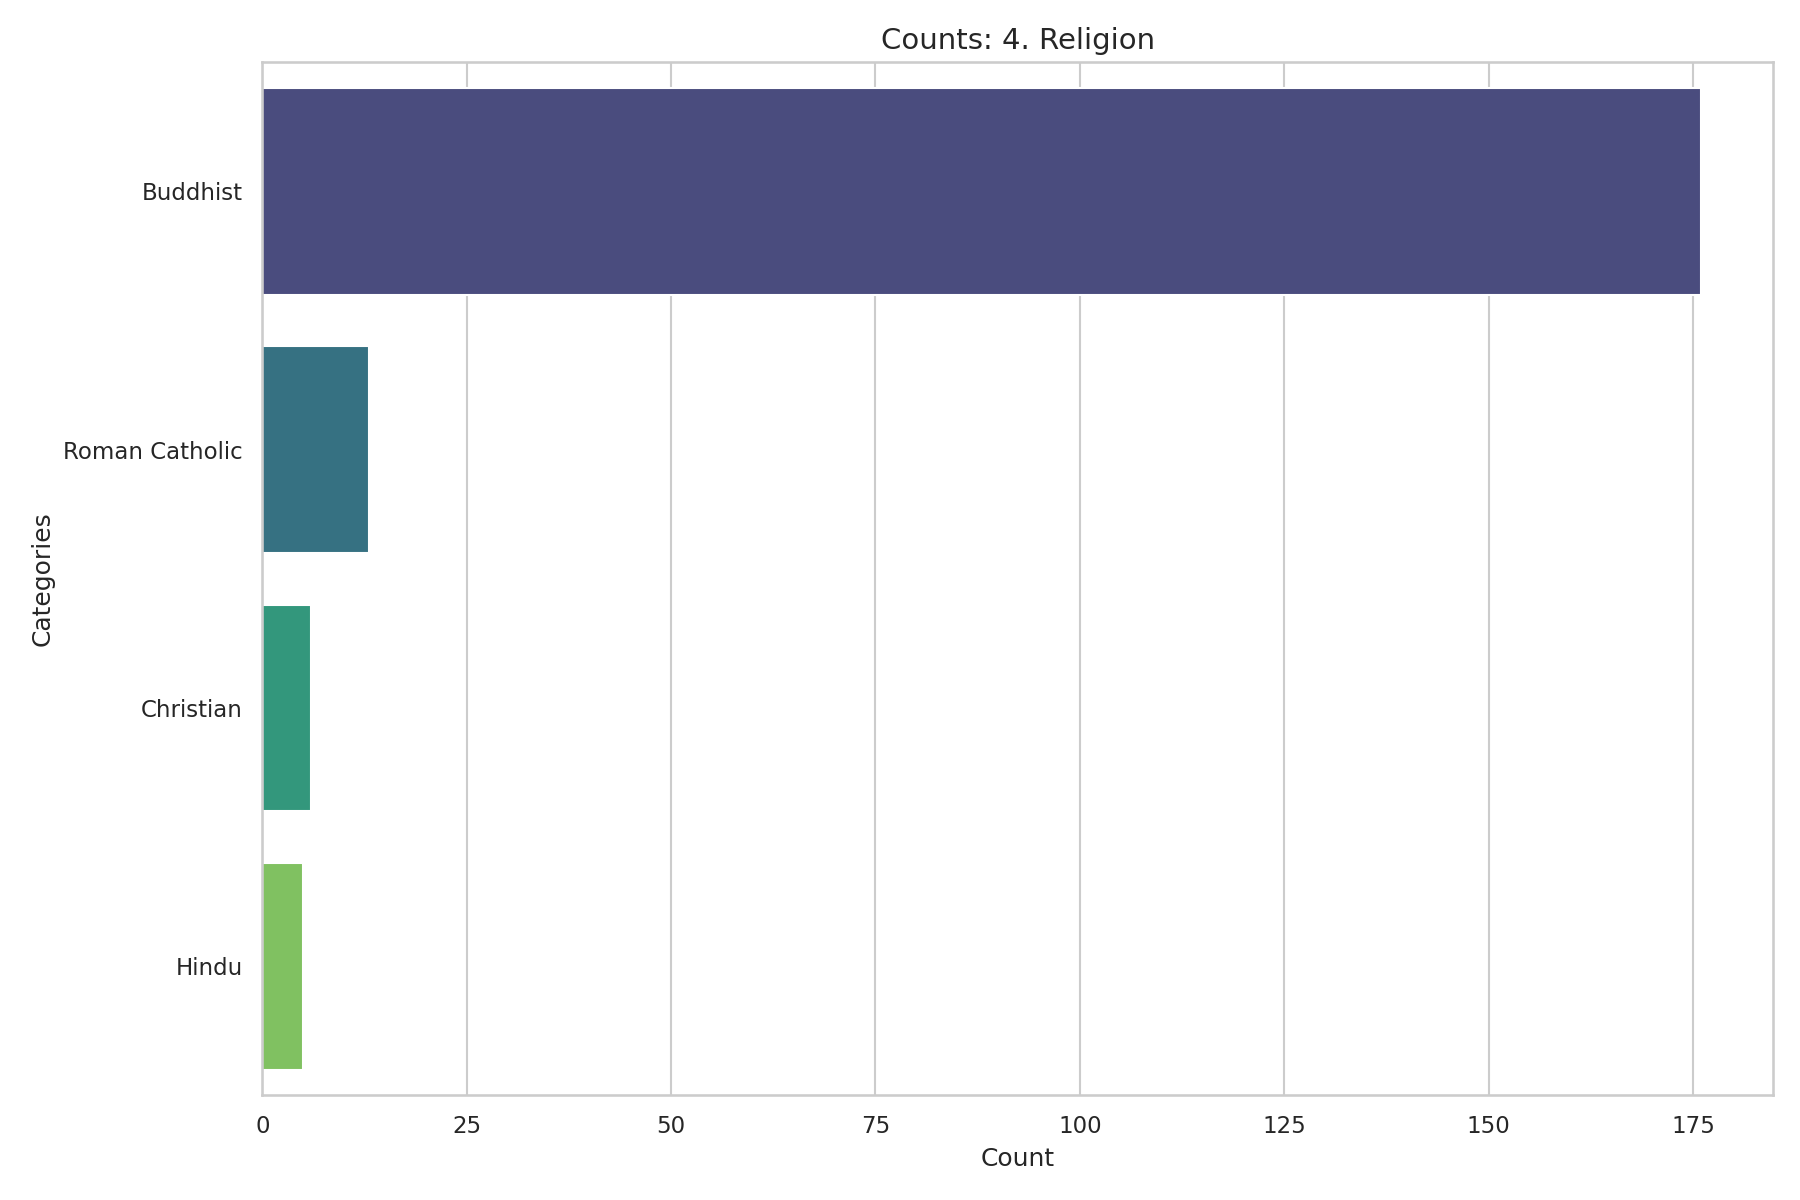 Counts: 4. Religion
Buddhist
Roman Catholic
Christian
Hindu
Categories
0 25 50 75 100 125 150 175
Count